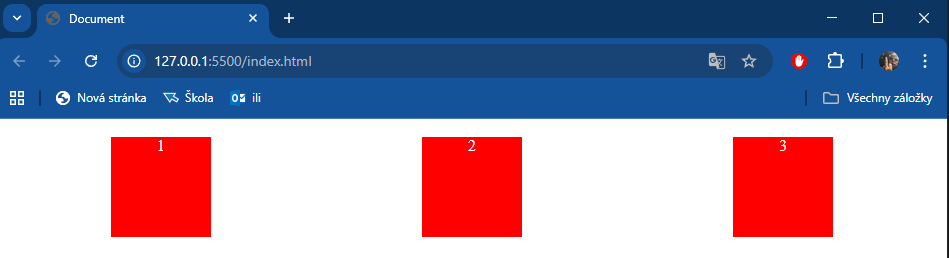 Document
127.0.0.1:5500/index.html
Nová stránka Škola ili Všechny záložky
1 2 3